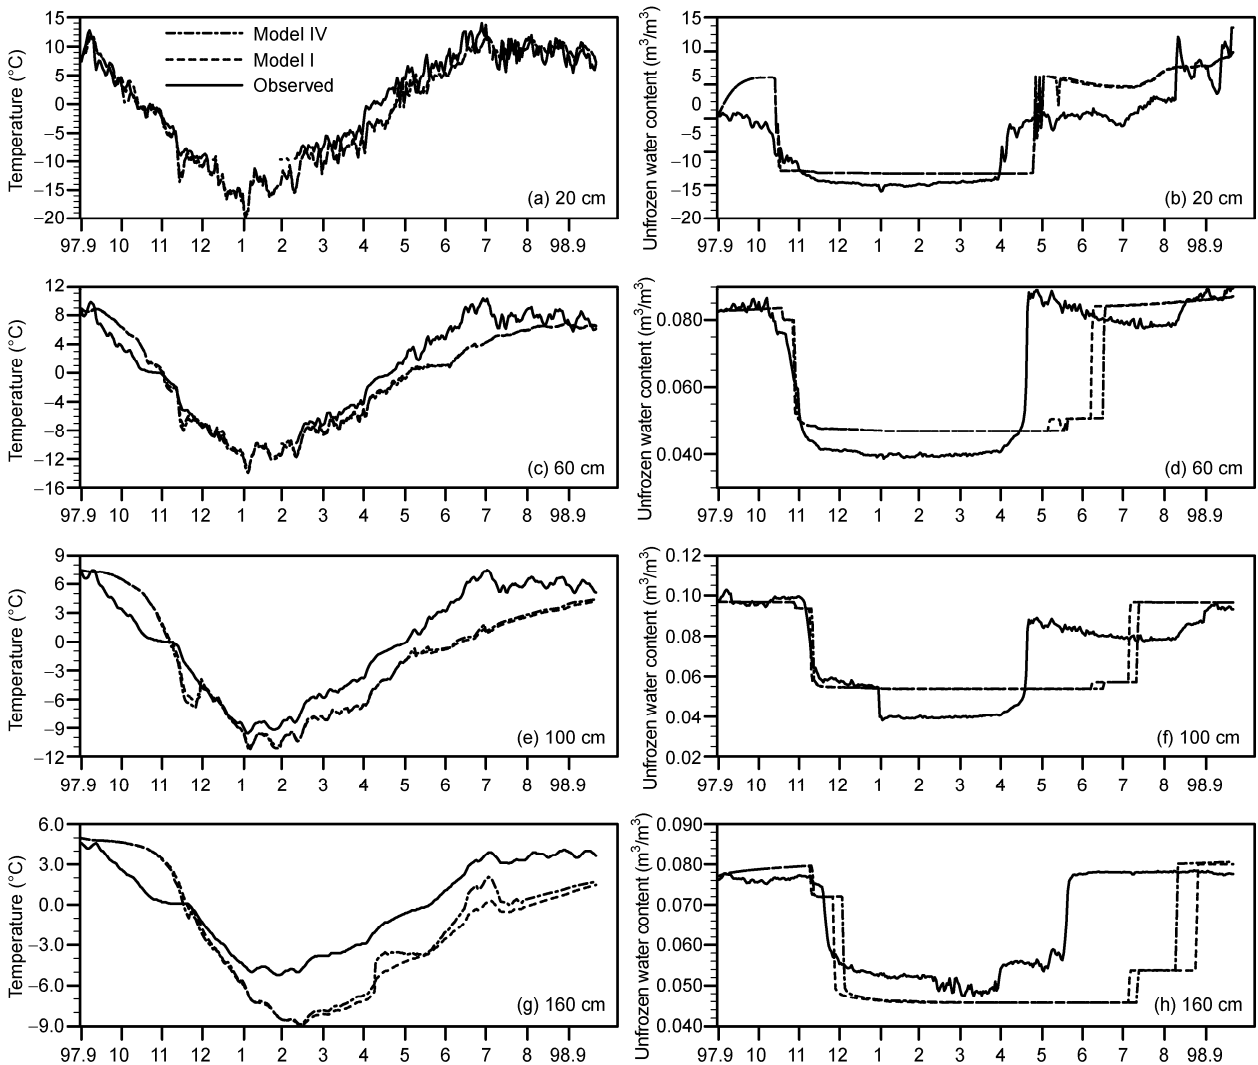 15
10
5
0
−5
−10
−15
−20
Temperature (°C)
Model IV
Model I
Observed
(a) 20 cm
97.9 10 11 12 1 2 3 4 5 6 7 8 98.9
15
10
5
0
−5
−10
−15
−20
Unfrozen water content (m³/m³)
(b) 20 cm
97.9 10 11 12 1 2 3 4 5 6 7 8 98.9
12
8
4
0
−4
−8
−12
−16
Temperature (°C)
(c) 60 cm
97.9 10 11 12 1 2 3 4 5 6 7 8 98.9
0.080
0.060
0.040
Unfrozen water content (m³/m³)
(d) 60 cm
97.9 10 11 12 1 2 3 4 5 6 7 8 98.9
9
6
3
0
−3
−6
−9
−12
Temperature (°C)
(e) 100 cm
97.9 10 11 12 1 2 3 4 5 6 7 8 98.9
0.12
0.10
0.08
0.06
0.04
0.02
Unfrozen water content (m³/m³)
(f) 100 cm
97.9 10 11 12 1 2 3 4 5 6 7 8 98.9
6.0
3.0
0.0
−3.0
−6.0
−9.0
Temperature (°C)
(g) 160 cm
97.9 10 11 12 1 2 3 4 5 6 7 8 98.9
0.090
0.080
0.070
0.060
0.050
0.040
Unfrozen water content (m³/m³)
(h) 160 cm
97.9 10 11 12 1 2 3 4 5 6 7 8 98.9